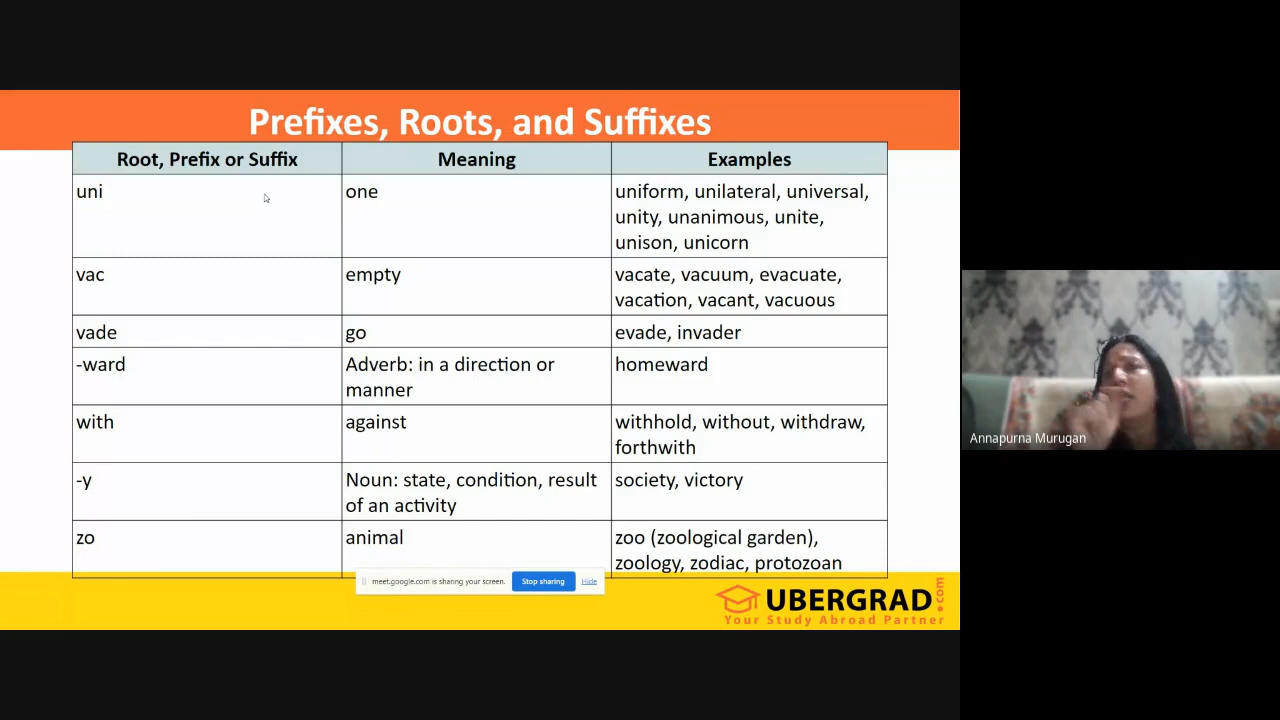 Prefixes, Roots, and Suffixes
Root, Prefix or Suffix Meaning Examples
uni one uniform, unilateral, universal,
unity, unanimous, unite,
unison, unicorn
vac empty vacate, vacuum, evacuate,
vacation, vacant, vacuous
vade go evade, invader
-ward Adverb: in a direction or homeward
manner
with against withhold, without, withdraw,
forthwith
-y Noun: state, condition, result society, victory
of an activity
zo animal zoo (zoological garden),
zoology, zodiac, protozoan
meet.google.com is sharing your screen. Stop sharing Hide
UBERGRAD.com
Your Study Abroad Partner
Annapurna Murugan